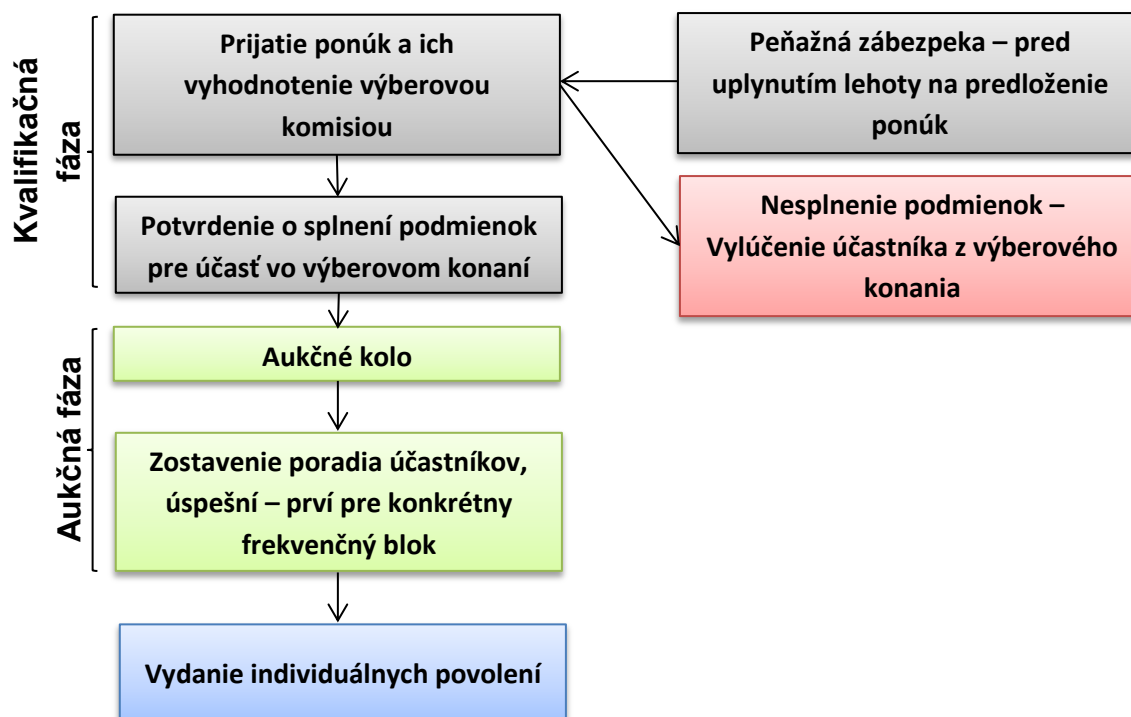 Kvalifikačná
fáza
Prijatie ponúk a ich
vyhodnotenie výberovou
komisiou
Peňažná zábezpeka – pred
uplynutím lehoty na predloženie
ponúk
Nesplnenie podmienok –
Vylúčenie účastníka z výberového
konania
Potvrdenie o splnení podmienok
pre účasť vo výberovom konaní
Aukčná fáza
Aukčné kolo
Zostavenie poradia účastníkov,
úspešní – prví pre konkrétny
frekvenčný blok
Vydanie individuálnych povolení